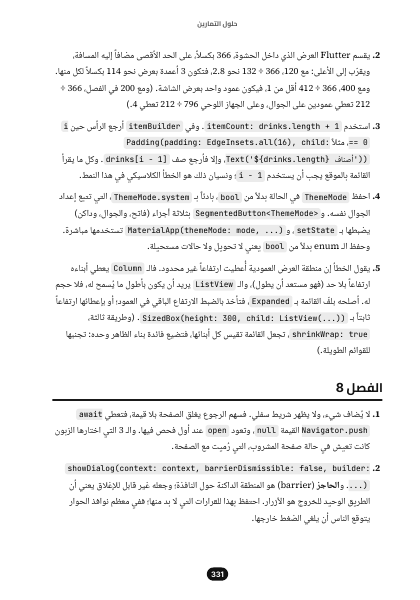 حلول التمارين
2. يقسم Flutter العرض الذي داخل الحشوة، 366 بكسلاً، على الحد الأقصى مضافاً إليه المسافة،
ويقرّب إلى الأعلى: مع 120، 366 ÷ 132 نحو 2.8، فتكون 3 أعمدة بعرض نحو 114 بكسلاً لكل منها.
ومع 400، 366 ÷ 412 أقل من 1، فيكون عمود واحد بعرض الشاشة. (ومع 200 في الفصل، 366 ÷
212 تعطي عمودين على الجوال، وعلى الجهاز اللوحي 796 ÷ 212 تعطي 4.)
3. استخدم itemCount: drinks.length + 1. وفي itemBuilder أرجع الرأس حين i
== 0، مثلاً Padding(padding: EdgeInsets.all(16), child:
Text('${drinks.length} أصناف'))، وإلا فأرجع صف drinks[i - 1]. وكل ما يقرأ
القائمة بالموقع يجب أن يستخدم i - 1؛ ونسيان ذلك هو الخطأ الكلاسيكي في هذا النمط.
4. احفظ ThemeMode في الحالة بدلاً من bool، بادئاً بـ ThemeMode.system، التي تتبع إعداد
الجوال نفسه. و SegmentedButton<ThemeMode> بثلاثة أجزاء (فاتح، والجوال، وداكن)
يضبطها بـ setState، و MaterialApp(themeMode: mode, ...) تستخدمها مباشرة.
وحفظ الـ enum بدلاً من bool يعني لا تحويل ولا حالات مستحيلة.
5. يقول الخطأ إن منطقة العرض العمودية أُعطيت ارتفاعاً غير محدود. فالـ Column يعطي أبناءه
ارتفاعاً بلا حد (فهو مستعد أن يطول)، والـ ListView يريد أن يكون بأطول ما يُسمح له، فلا حجم
له. أصلحه بلفّ القائمة بـ Expanded، فتأخذ بالضبط الارتفاع الباقي في العمود؛ أو بإعطائها ارتفاعاً
ثابتاً بـ SizedBox(height: 300, child: ListView(...)). (وطريقة ثالثة،
shrinkWrap: true، تجعل القائمة تقيس كل أبنائها، فتضيع فائدة بناء الظاهر وحده؛ تجنبها
للقوائم الطويلة.)
الفصل 8
1. لا يُضاف شيء، ولا يظهر شريط سفلي. فسهم الرجوع يغلق الصفحة بلا قيمة، فتعطي await
Navigator.push القيمة null، وتعود open عند أول فحص فيها. والـ 3 التي اختارها الزبون
كانت تعيش في حالة صفحة المشروب، التي رُميت مع الصفحة.
2. showDialog(context: context, barrierDismissible: false, builder:
...). والحاجز (barrier) هو المنطقة الداكنة حول النافذة؛ وجعله غير قابل للإغلاق يعني أن
الطريق الوحيد للخروج هو الأزرار. احتفظ بهذا للقرارات التي لا بد منها؛ ففي معظم نوافذ الحوار
يتوقع الناس أن يلغي الضغط خارجها.
331